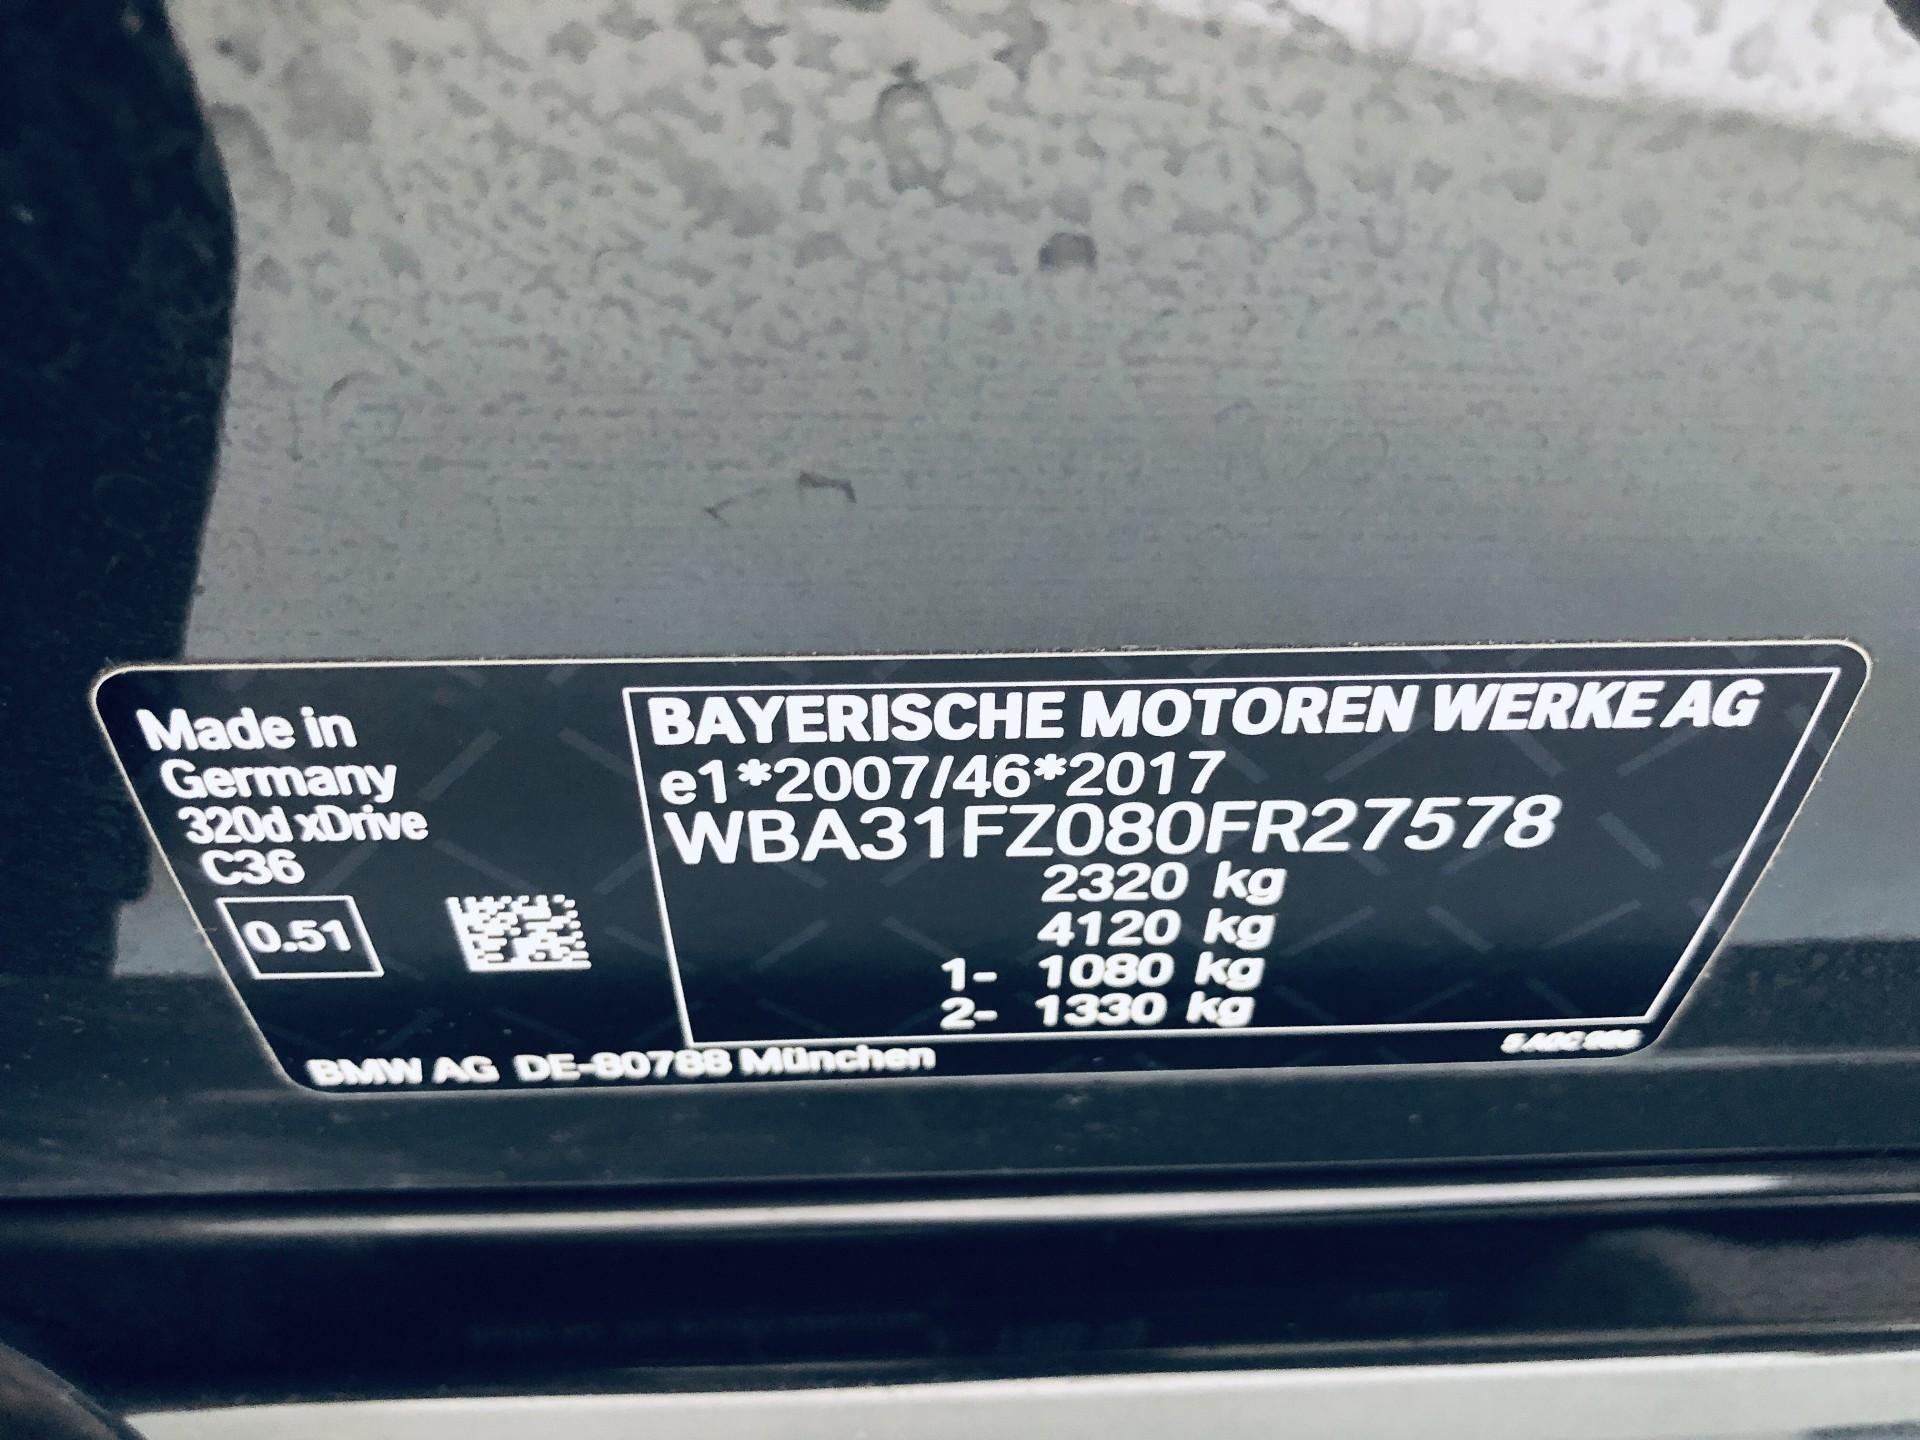 Made in
Germany
320d xDrive
C36
0.51
BAYERISCHE MOTOREN WERKE AG
e1*2007/46*2017
WBA31FZ080FR27578
2320 kg
4120 kg
1- 1080 kg
2- 1330 kg
BMW AG DE-80788 München